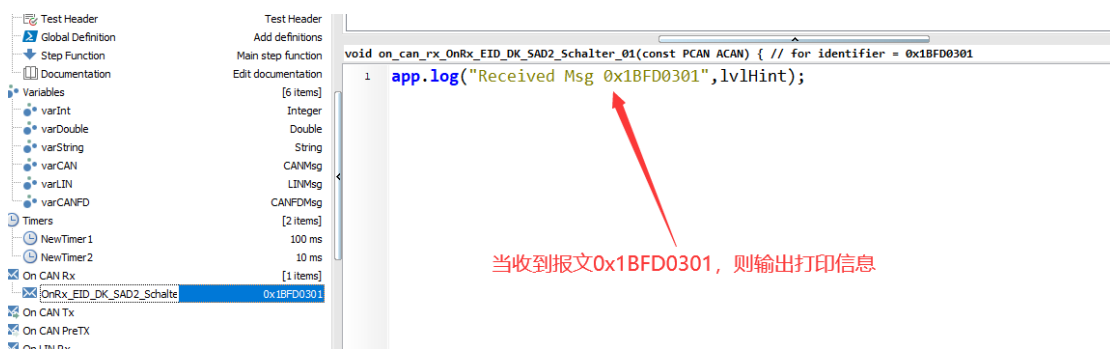 Test Header Test Header
Global Definition Add definitions
Step Function Main step function
Documentation Edit documentation
Variables [6 items]
varInt Integer
varDouble Double
varString String
varCAN CANMsg
varLIN LINMsg
varCANFD CANFDMsg
Timers [2 items]
NewTimer1 100 ms
NewTimer2 10 ms
On CAN Rx [1 items]
OnRx_EID_DK_SAD2_Schalte 0x1BFD0301
On CAN Tx
On CAN PreTX
On LIN Rx
void on_can_rx_OnRx_EID_DK_SAD2_Schalter_01(const PCAN ACAN) { // for identifier = 0x1BFD0301
1 app.log("Received Msg 0x1BFD0301",lvlHint);
当收到报文0x1BFD0301，则输出打印信息